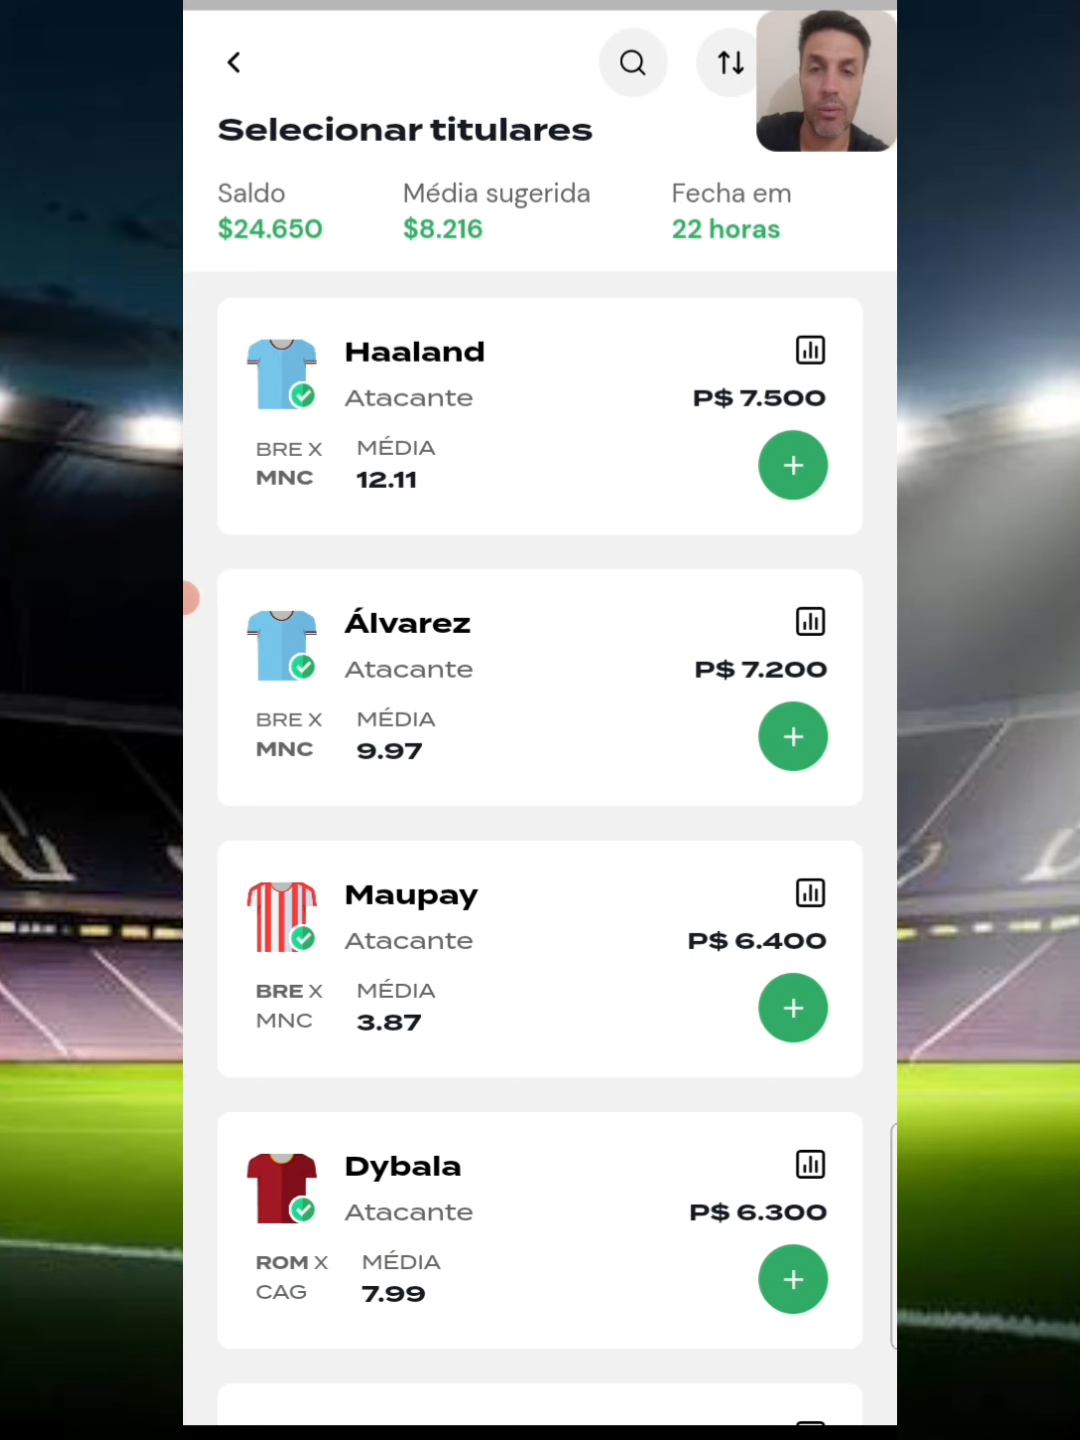 Selecionar titulares
Saldo
Média sugerida
Fecha em
$24.650
$8.216
22 horas
Haaland
Atacante
P$ 7.500
BRE X
MÉDIA
MNC
12.11
Álvarez
Atacante
P$ 7.200
BRE X
MÉDIA
MNC
9.97
Maupay
Atacante
P$ 6.400
BRE X
MÉDIA
MNC
3.87
Dybala
Atacante
P$ 6.300
ROM X
MÉDIA
CAG
7.99